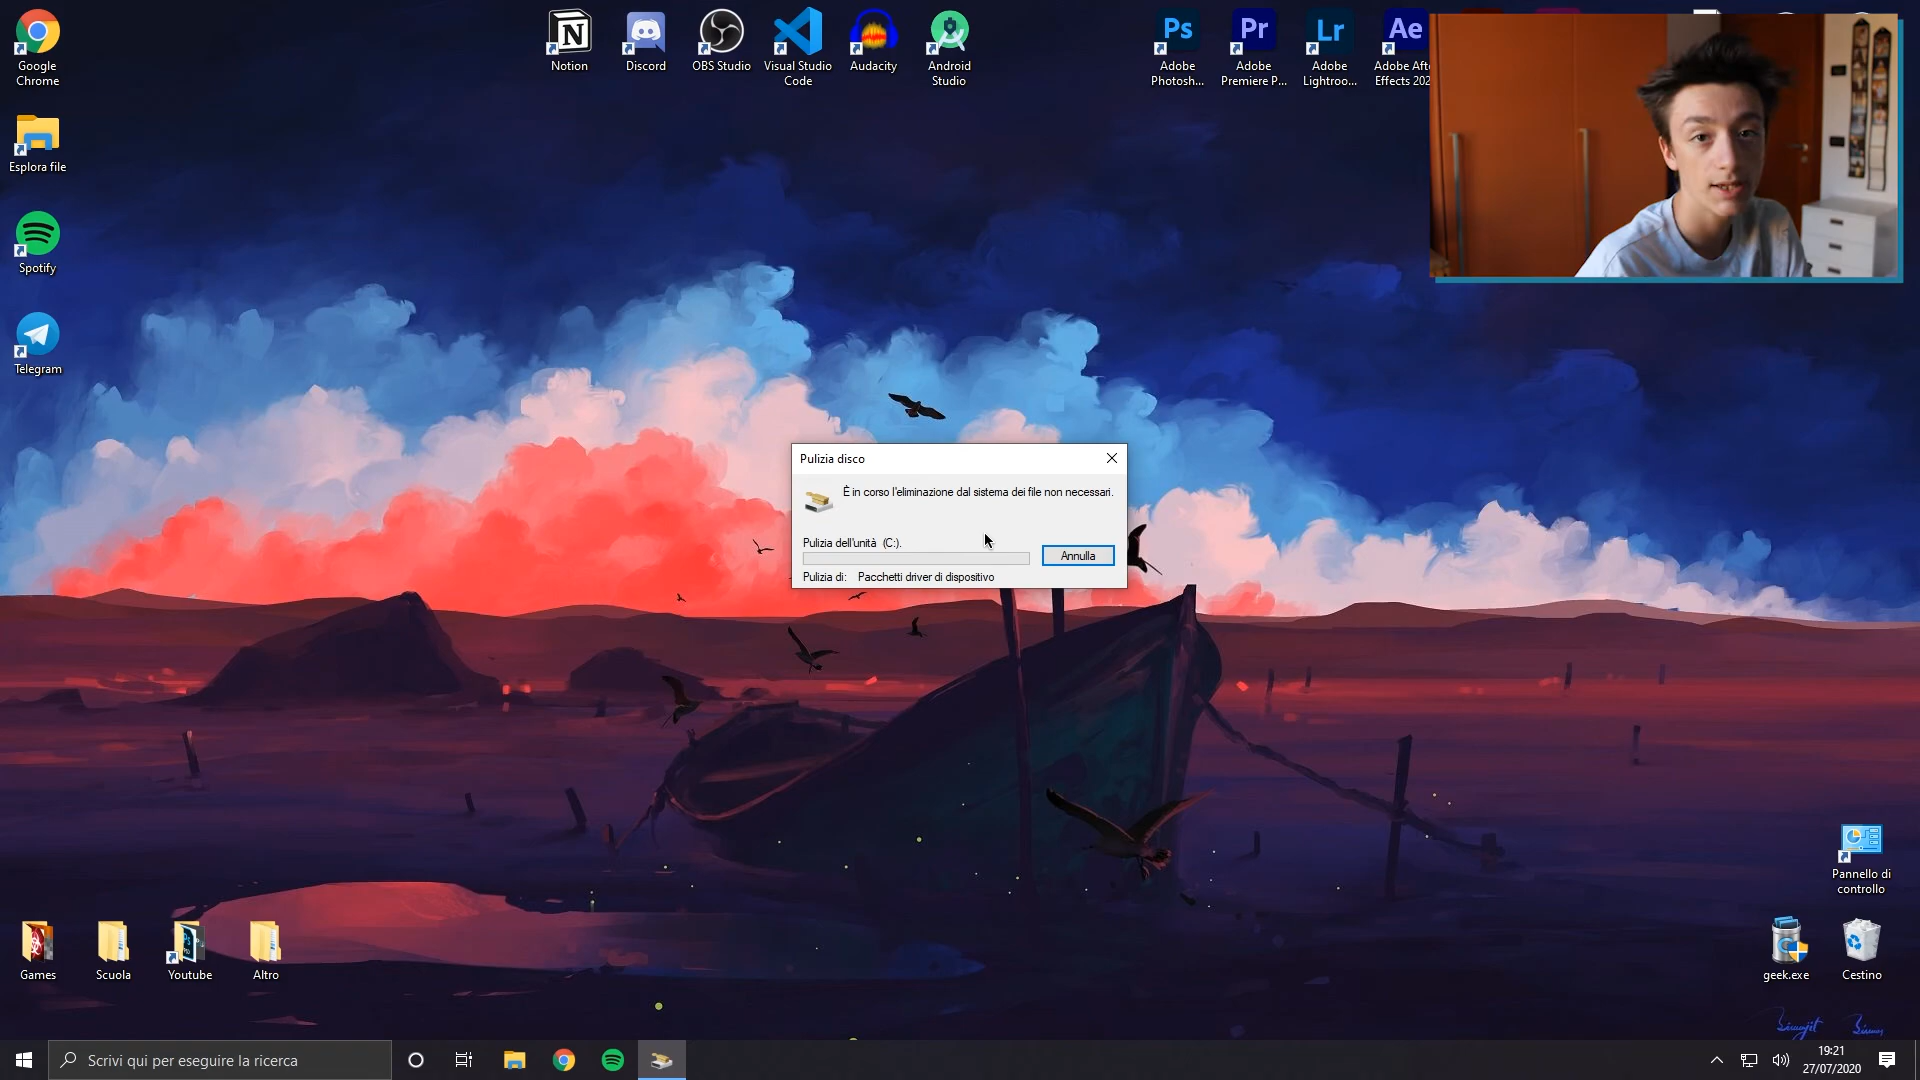 Google
Chrome
Esplora file
Spotify
Telegram
Notion
Discord
OBS Studio
Visual Studio
Code
Audacity
Android
Studio
Ps
Adobe
Photosh...
Pr
Adobe
Premiere P...
Lr
Adobe
Lightroo...
Ae
Adobe Aft
Effects 202
Pulizia disco
È in corso l'eliminazione dal sistema dei file non necessari.
Pulizia dell'unità (C:).
Annulla
Pulizia di: Pacchetti driver di dispositivo
Pannello di
controllo
geek.exe
Cestino
Games
Scuola
Youtube
Altro
Scrivi qui per eseguire la ricerca
19:21
27/07/2020